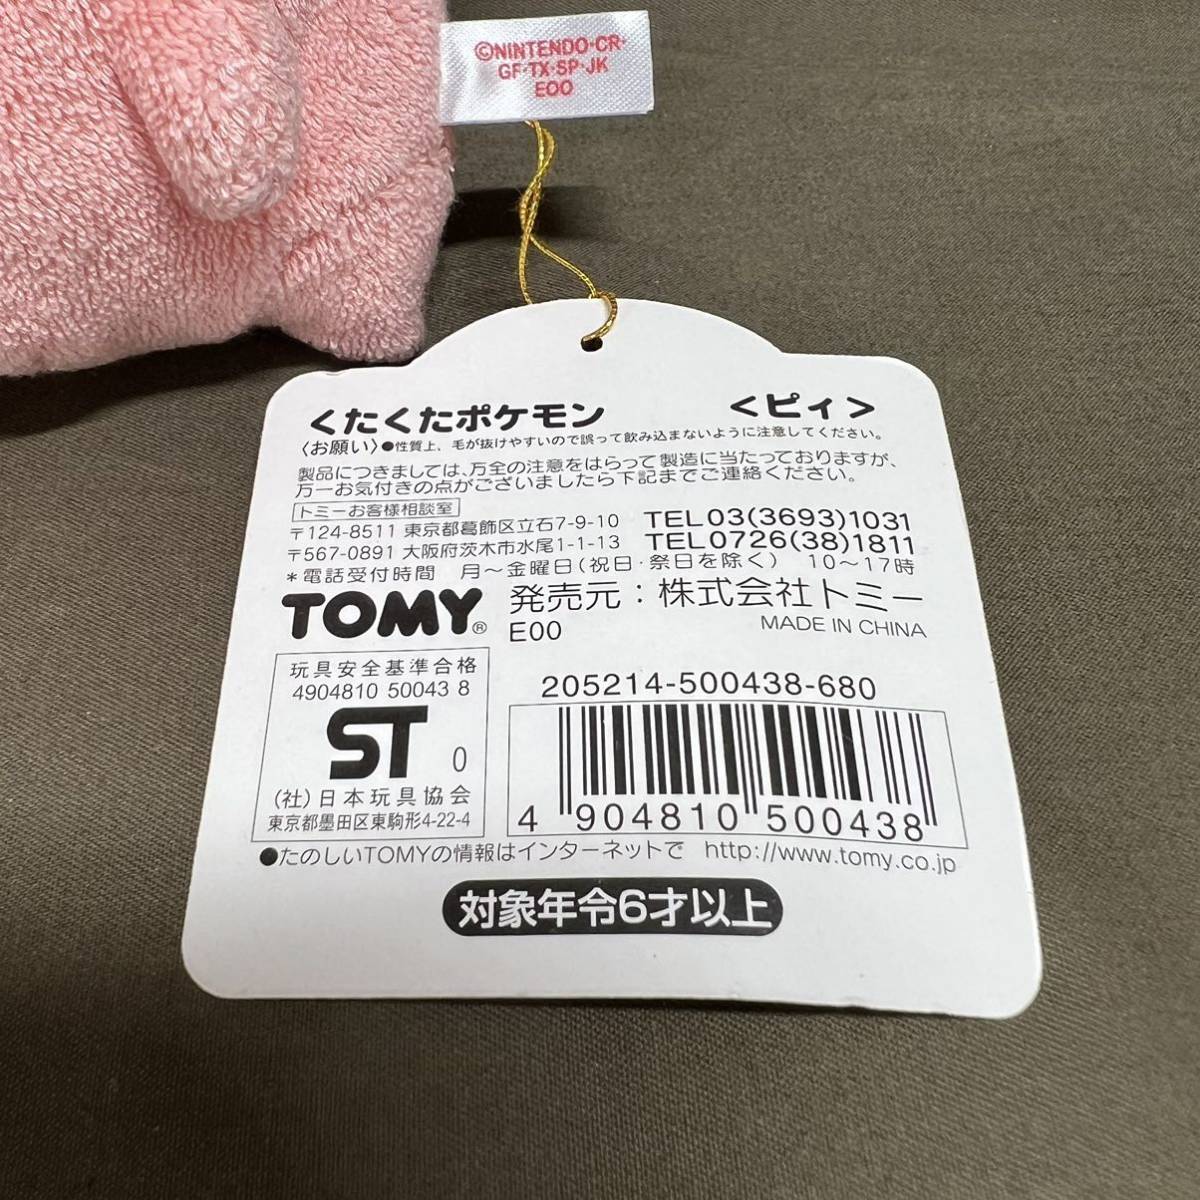 ©NINTENDO·CR·
GF·TX·SP·JK
E00
くたくたポケモン <ピィ>
〈お願い〉●性質上、毛が抜けやすいので誤って飲み込まないように注意してください。
製品につきましては、万全の注意をはらって製造に当たっておりますが、
万一お気付きの点がございましたら下記までご連絡ください。
トミーお客様相談室
〒124-8511 東京都葛飾区立石7-9-10 TEL03(3693)1031
〒567-0891 大阪府茨木市水尾1-1-13 TEL0726(38)1811
*電話受付時間 月～金曜日(祝日·祭日を除く) 10～17時
TOMY® 発売元：株式会社トミー
E00 MADE IN CHINA
玩具安全基準合格
4904810 50043 8
ST 0
(社)日本玩具協会
東京都墨田区東駒形4-22-4
205214-500438-680
4 904810 500438
●たのしいTOMYの情報はインターネットで http://www.tomy.co.jp
対象年令6才以上